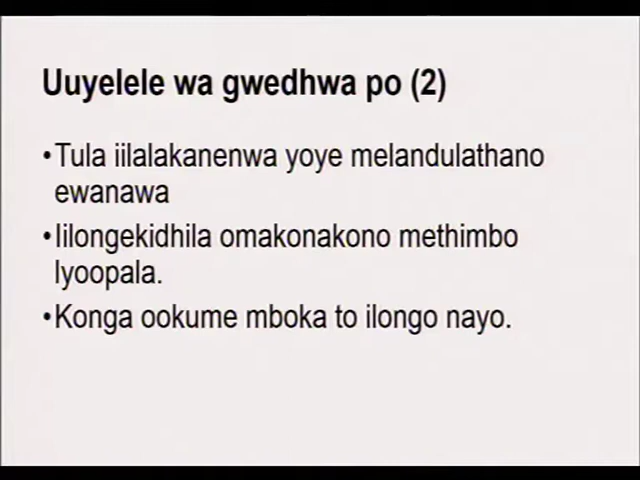 Uuyelele wa gwedhwa po (2)
•Tula iilalakanenwa yoye melandulathano
ewanawa
•Iilongekidhila omakonakono methimbo
lyoopala.
•Konga ookume mboka to ilongo nayo.